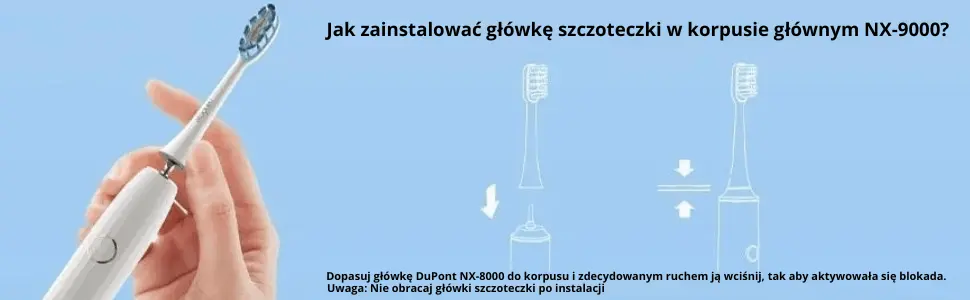 Jak zainstalować główkę szczoteczki w korpusie głównym NX-9000?
Dopasuj główkę DuPont NX-8000 do korpusu i zdecydowanym ruchem ją wciśnij, tak aby aktywowała się blokada.
Uwaga: Nie obracaj główki szczoteczki po instalacji